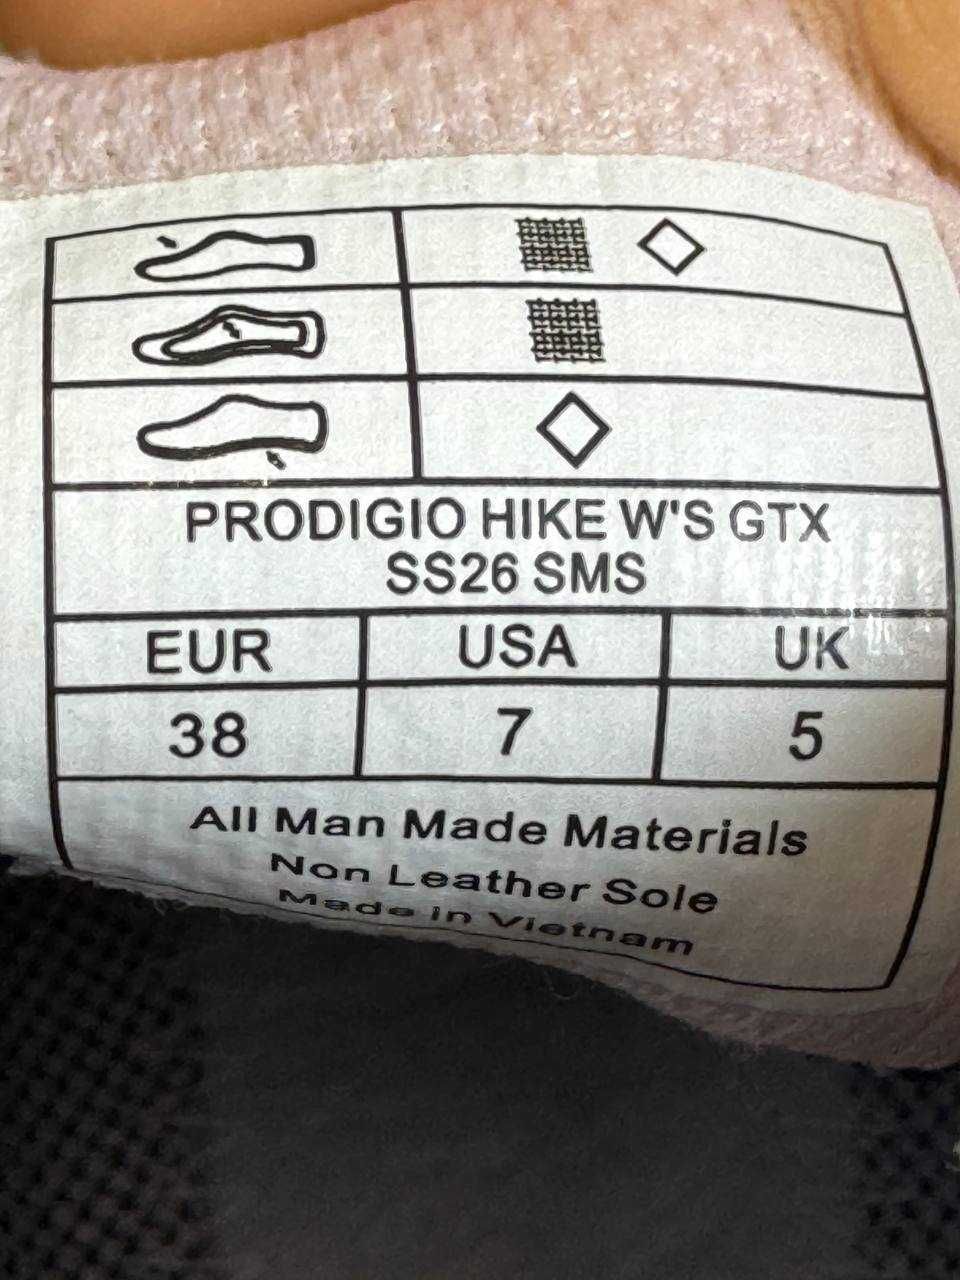 PRODIGIO HIKE W'S GTX
SS26 SMS
EUR USA UK
38 7 5
All Man Made Materials
Non Leather Sole
Made in Vietnam